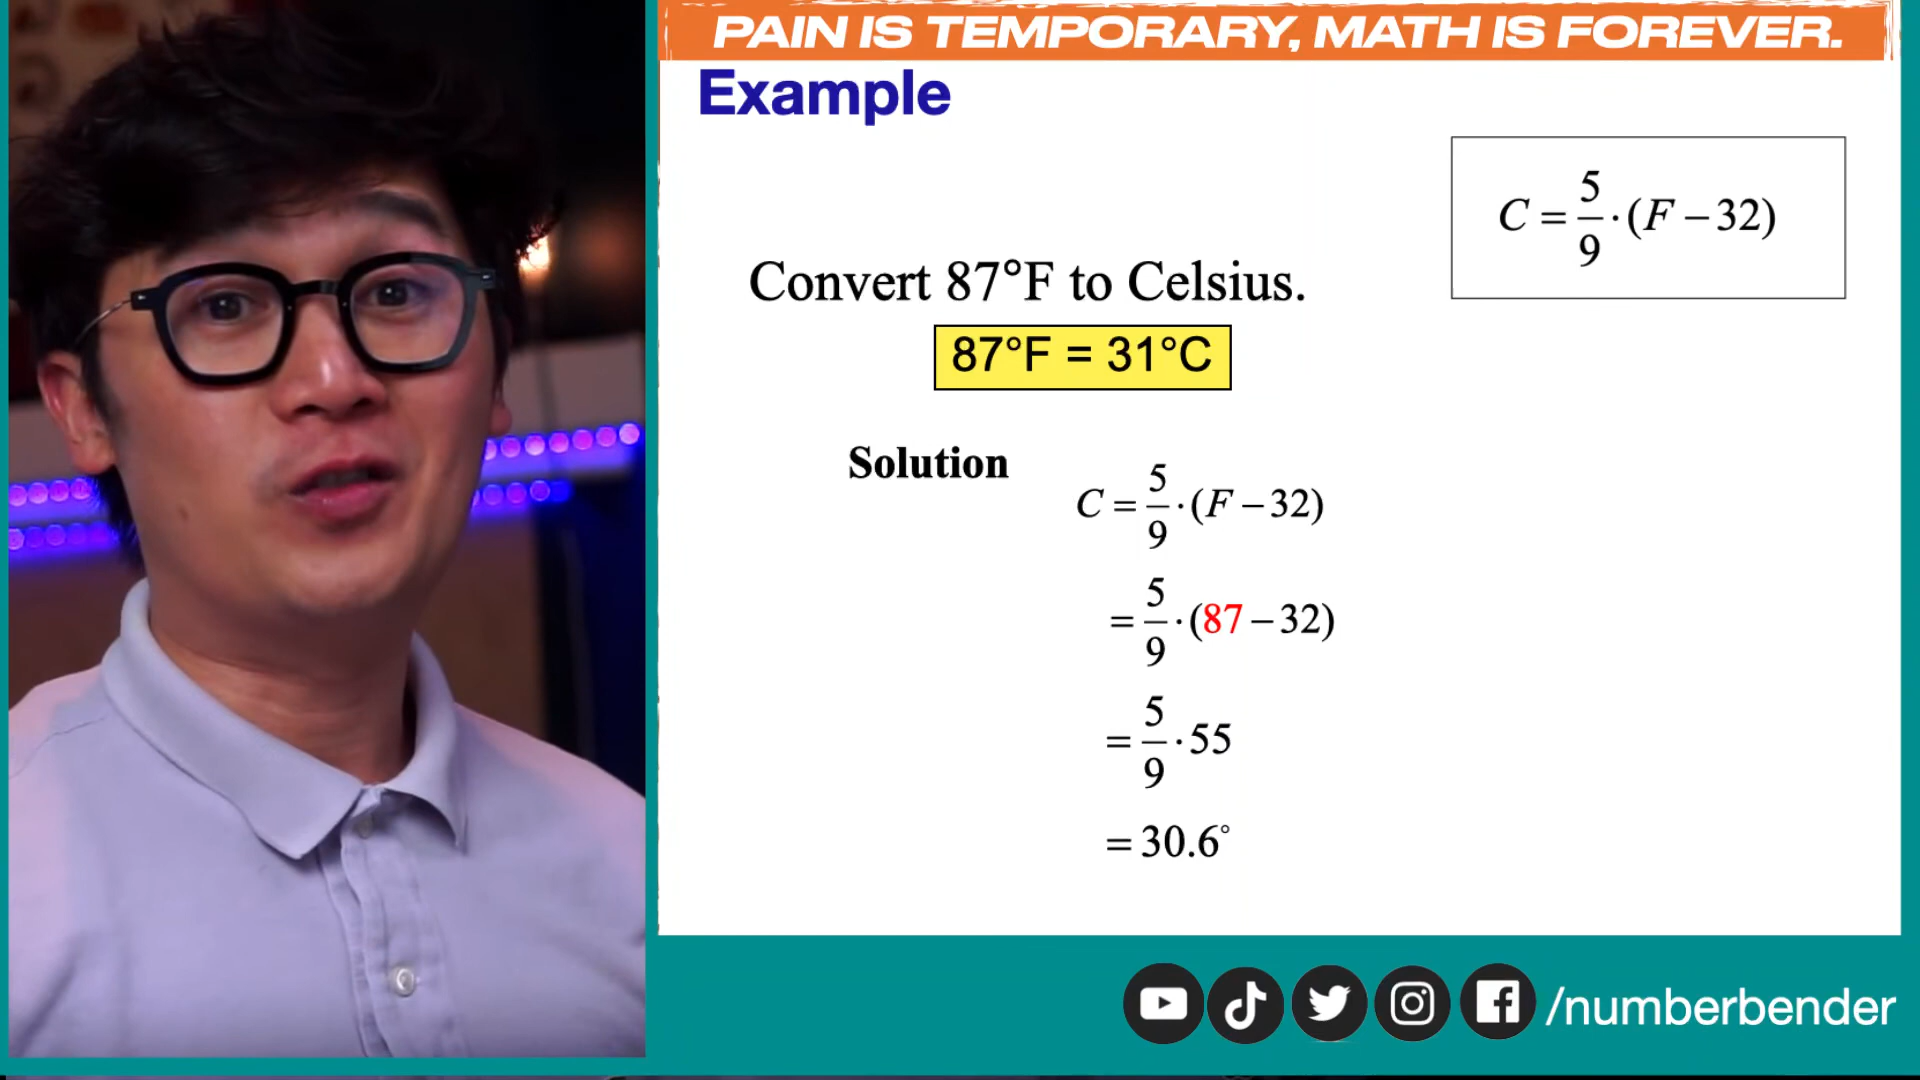 PAIN IS TEMPORARY, MATH IS FOREVER.
Example
C = 5/9 · (F − 32)
Convert 87°F to Celsius.
87°F = 31°C
Solution
C = 5/9 · (F − 32)
= 5/9 · (87 − 32)
= 5/9 · 55
= 30.6°
/numberbender